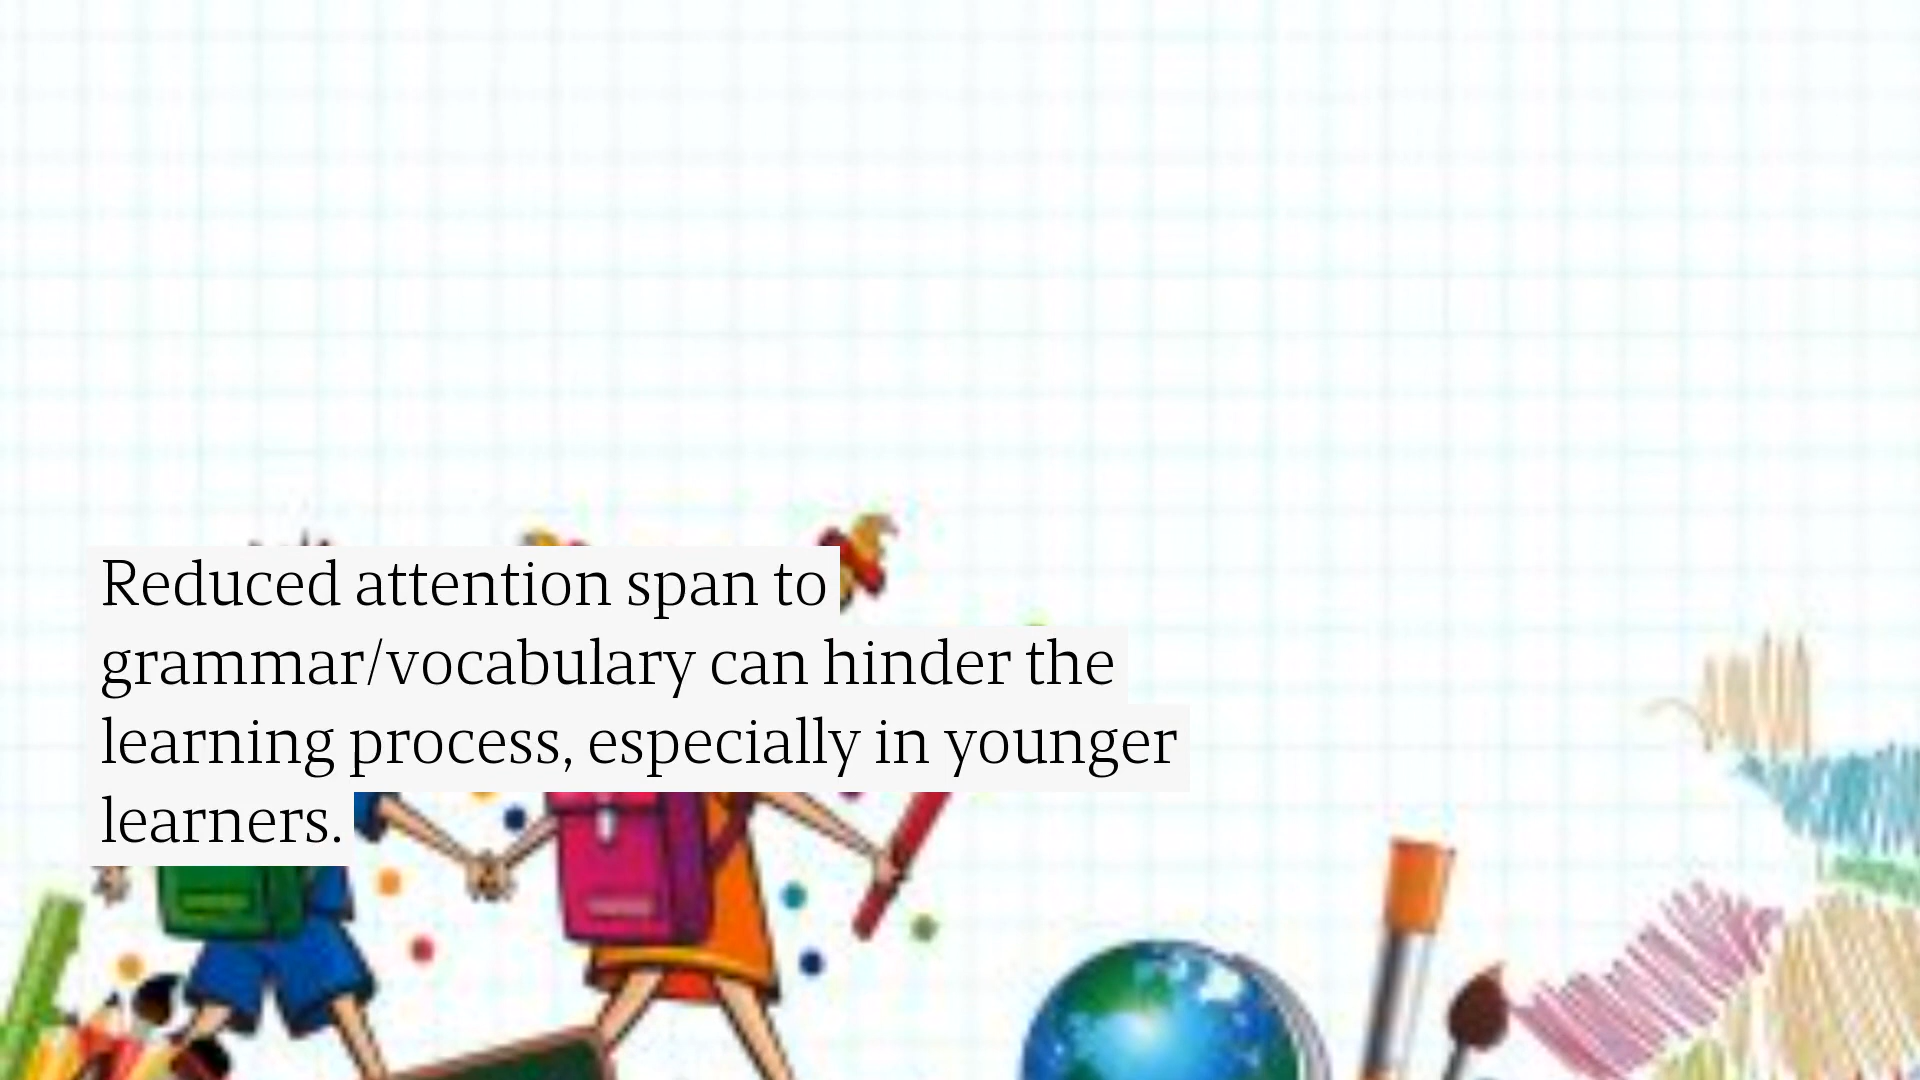 Reduced attention span to
grammar/vocabulary can hinder the
learning process, especially in younger
learners.